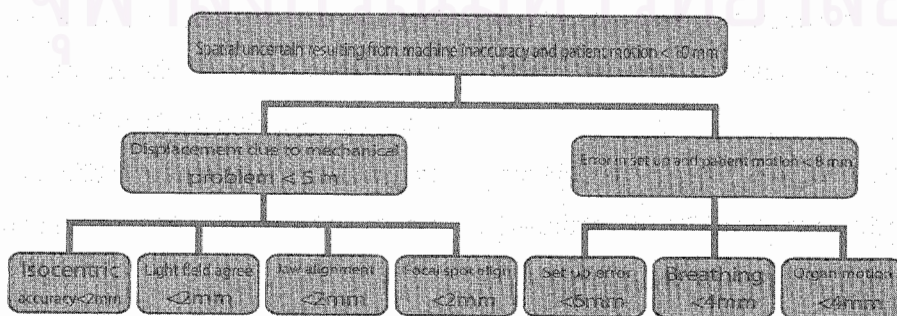 Spatial uncertain resulting from machine inaccuracy and patient motion < 10 mm
Displacement due to mechanical
problem < 5 m
Error in set up and patient motion < 8 mm
Isocentric
accuracy<2mm
Light field agree
<2mm
Jaw alignment
<2mm
Focal spot align
<2mm
Set up error
<6mm
Breathing
<4mm
Organ motion
<4mm